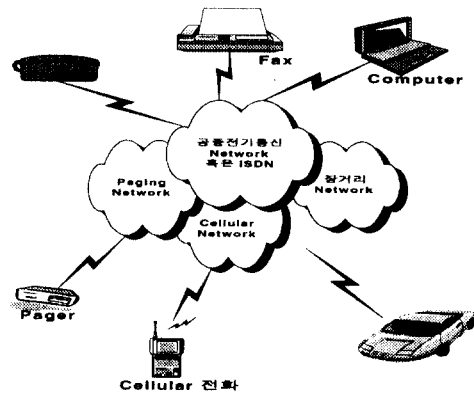 Fax
Computer
공중전기통신
Network
혹은 ISDN
Paging
Network
장거리
Network
Cellular
Network
Pager
Cellular 전화